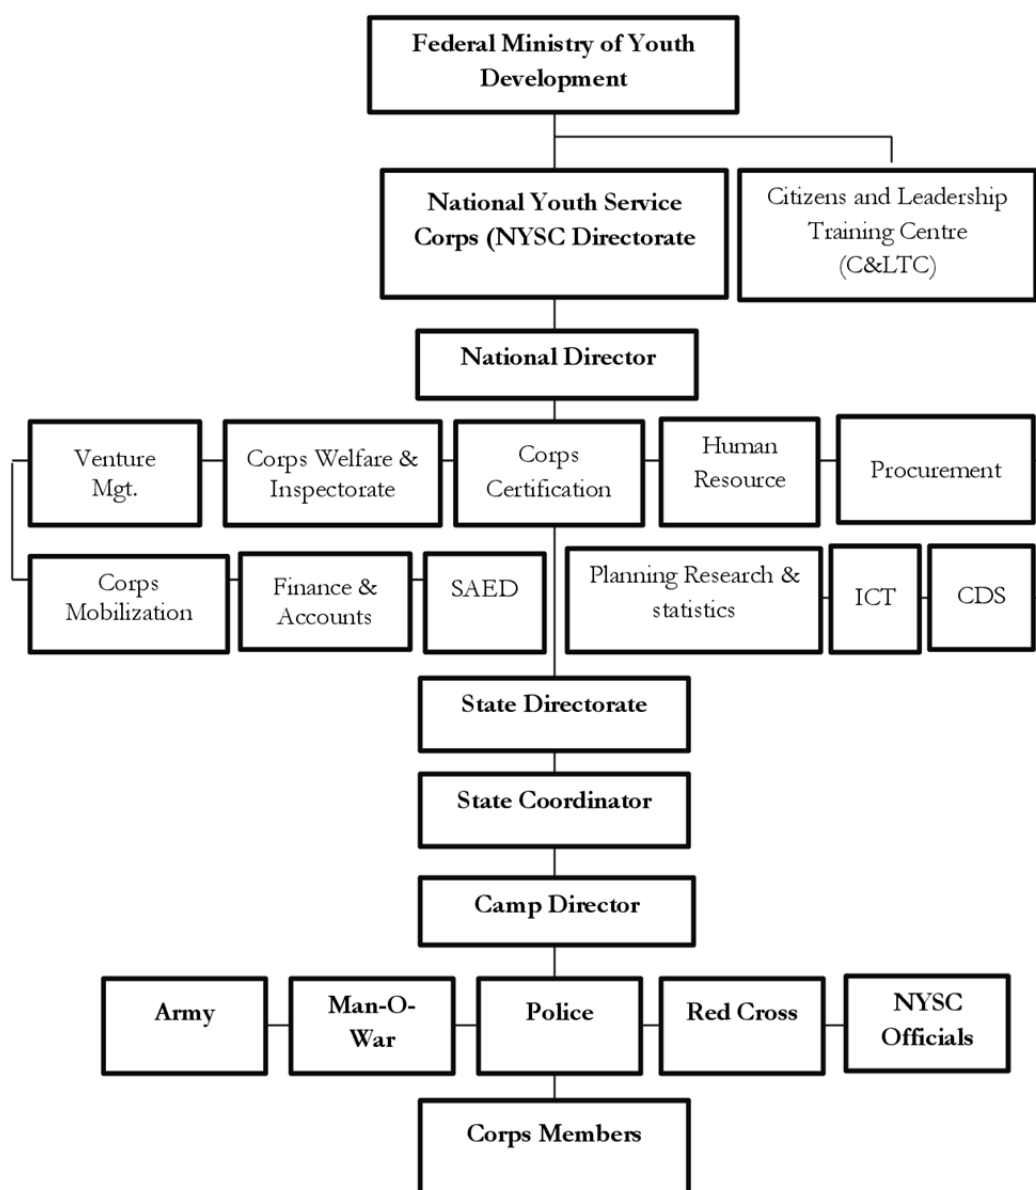 Federal Ministry of Youth
Development
National Youth Service
Corps (NYSC Directorate
Citizens and Leadership
Training Centre
(C&LTC)
National Director
Venture
Mgt.
Corps Welfare &
Inspectorate
Corps
Certification
Human
Resource
Procurement
Corps
Mobilization
Finance &
Accounts
SAED
Planning Research &
statistics
ICT
CDS
State Directorate
State Coordinator
Camp Director
Army
Man-O-
War
Police
Red Cross
NYSC
Officials
Corps Members